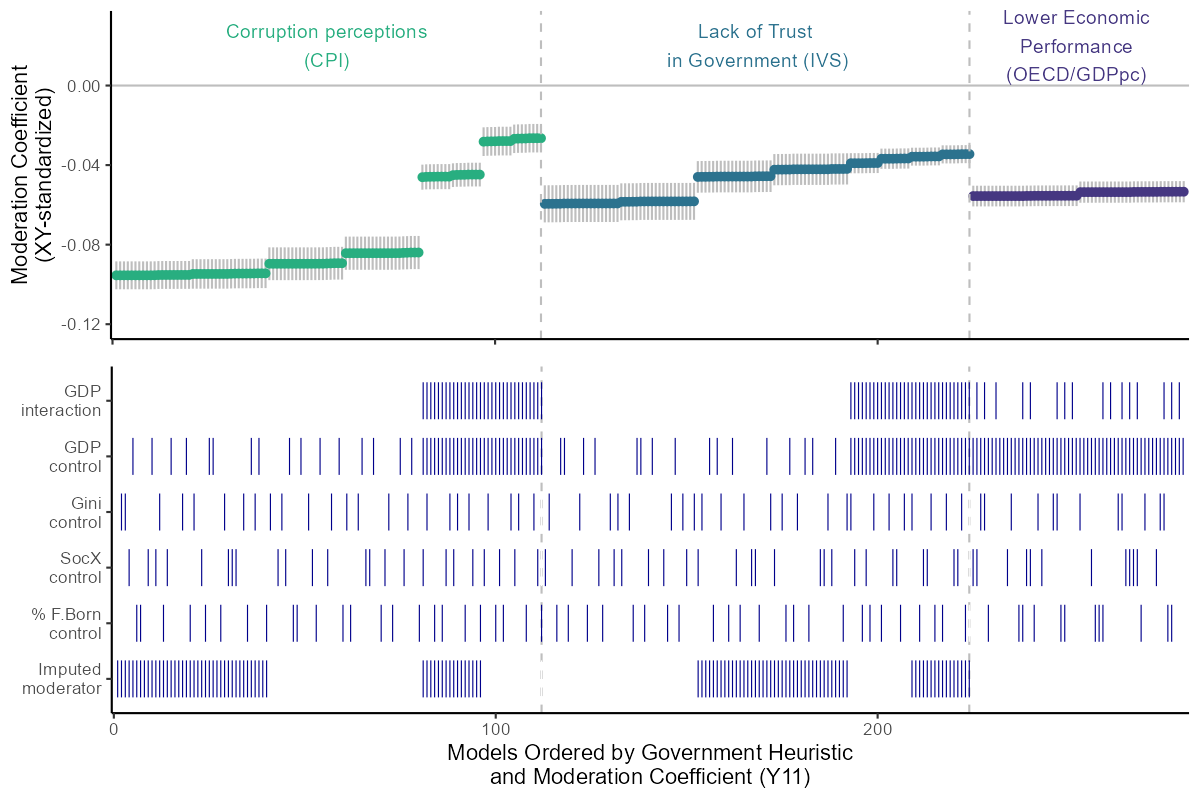 Corruption perceptions
(CPI)
Lack of Trust
in Government (IVS)
Lower Economic
Performance
(OECD/GDPpc)
Moderation Coefficient
(XY-standardized)
0.00
-0.04
-0.08
-0.12
GDP
interaction
GDP
control
Gini
control
SocX
control
% F.Born
control
Imputed
moderator
0
100
200
Models Ordered by Government Heuristic
and Moderation Coefficient (Y11)